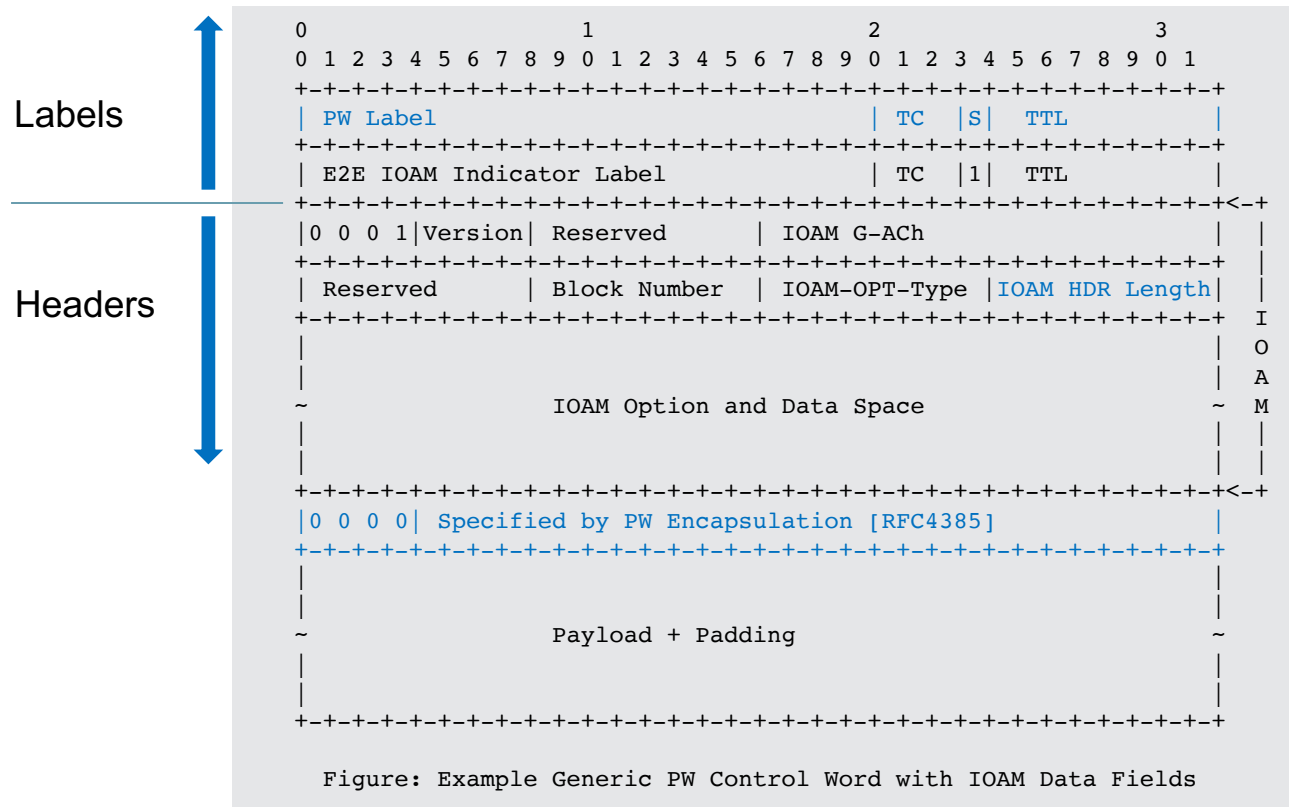 Labels
Headers
 0                   1                   2                   3
 0 1 2 3 4 5 6 7 8 9 0 1 2 3 4 5 6 7 8 9 0 1 2 3 4 5 6 7 8 9 0 1
+-+-+-+-+-+-+-+-+-+-+-+-+-+-+-+-+-+-+-+-+-+-+-+-+-+-+-+-+-+-+-+-+
| PW Label                              | TC  |S|  TTL          |
+-+-+-+-+-+-+-+-+-+-+-+-+-+-+-+-+-+-+-+-+-+-+-+-+-+-+-+-+-+-+-+-+
| E2E IOAM Indicator Label              | TC  |1|  TTL          |
+-+-+-+-+-+-+-+-+-+-+-+-+-+-+-+-+-+-+-+-+-+-+-+-+-+-+-+-+-+-+-+-+<-+
|0 0 0 1|Version| Reserved      | IOAM G-ACh                    |  |
+-+-+-+-+-+-+-+-+-+-+-+-+-+-+-+-+-+-+-+-+-+-+-+-+-+-+-+-+-+-+-+-+  |
| Reserved      | Block Number  | IOAM-OPT-Type |IOAM HDR Length|  |
+-+-+-+-+-+-+-+-+-+-+-+-+-+-+-+-+-+-+-+-+-+-+-+-+-+-+-+-+-+-+-+-+  I
|                                                               |  O
|                                                               |  A
~                 IOAM Option and Data Space                    ~  M
|                                                               |  |
|                                                               |  |
+-+-+-+-+-+-+-+-+-+-+-+-+-+-+-+-+-+-+-+-+-+-+-+-+-+-+-+-+-+-+-+-+<-+
|0 0 0 0| Specified by PW Encapsulation [RFC4385]               |
+-+-+-+-+-+-+-+-+-+-+-+-+-+-+-+-+-+-+-+-+-+-+-+-+-+-+-+-+-+-+-+-+
|                                                               |
|                                                               |
~                 Payload + Padding                             ~
|                                                               |
|                                                               |
+-+-+-+-+-+-+-+-+-+-+-+-+-+-+-+-+-+-+-+-+-+-+-+-+-+-+-+-+-+-+-+-+
Figure: Example Generic PW Control Word with IOAM Data Fields